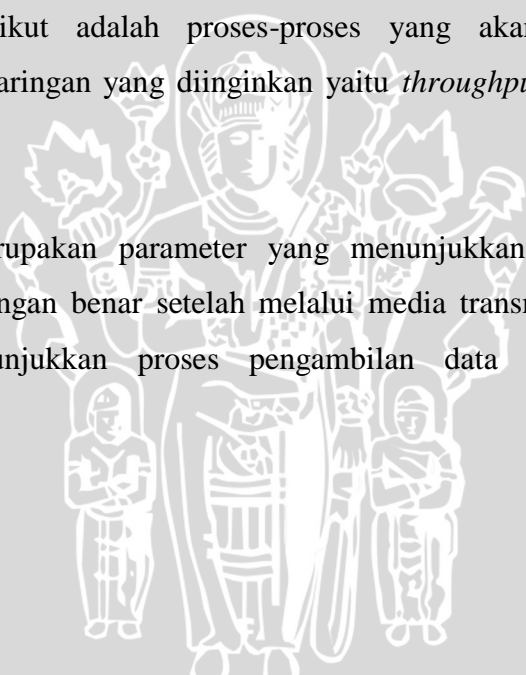 ikut adalah proses-proses yang akan
aringan yang diinginkan yaitu throughpu
rupakan parameter yang menunjukkan
ngan benar setelah melalui media transm
unjukkan proses pengambilan data